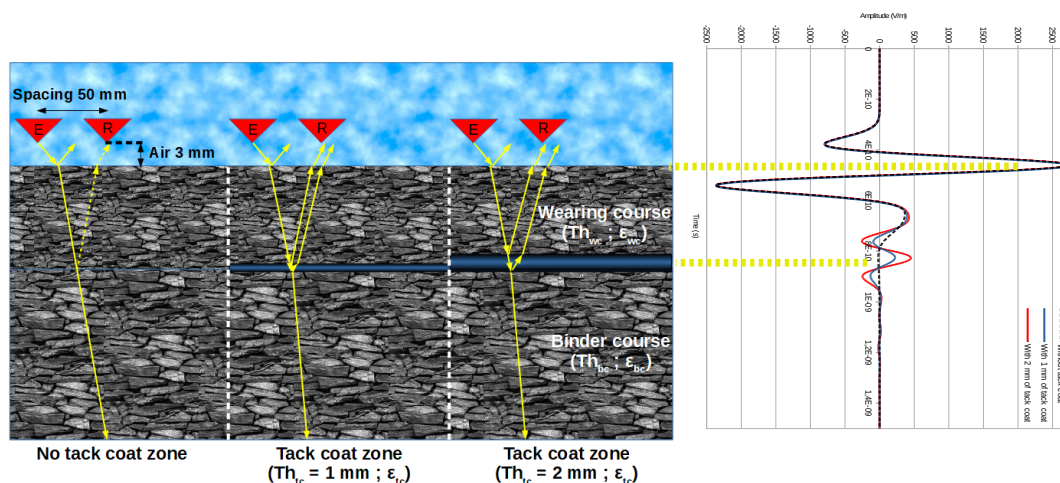 Spacing 50 mm
E
R
Air 3 mm
E
R
E
R
Wearing course
(Th_wc ; ε_wc)
Binder course
(Th_bc ; ε_bc)
No tack coat zone
Tack coat zone
(Th_tc = 1 mm ; ε_tc)
Tack coat zone
(Th_tc = 2 mm ; ε_tc)
Amplitude (V/m)
-2500
-2000
-1500
-1000
-500
0
500
1000
1500
2000
2500
0
2E-10
4E-10
6E-10
8E-10
1E-09
1.2E-09
1.4E-09
Time (s)
With 1 mm of tack coat
With 2 mm of tack coat